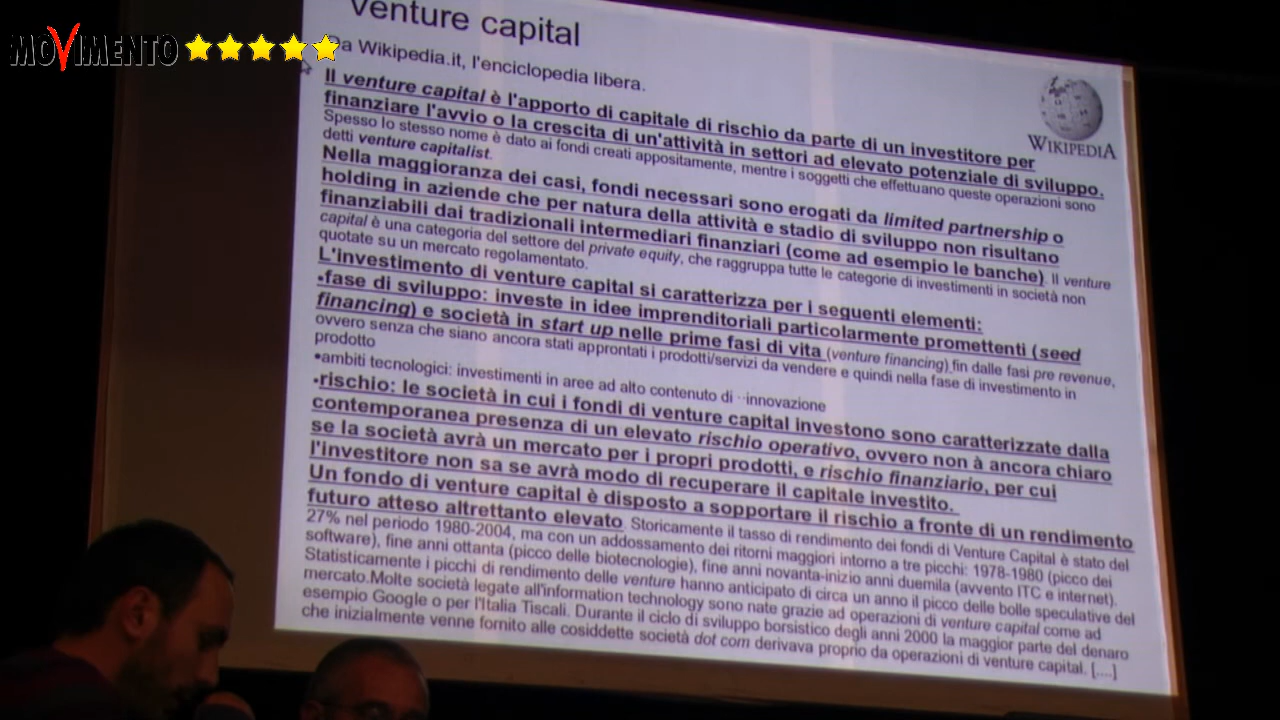 MOVIMENTO
venture capital
Da Wikipedia.it, l'enciclopedia libera.
WIKIPEDIA
Il venture capital è l'apporto di capitale di rischio da parte di un investitore per
finanziare l'avvio o la crescita di un'attività in settori ad elevato potenziale di sviluppo.
Spesso lo stesso nome è dato ai fondi creati appositamente, mentre i soggetti che effettuano queste operazioni sono
detti venture capitalist.
Nella maggioranza dei casi, fondi necessari sono erogati da limited partnership o
holding in aziende che per natura della attività e stadio di sviluppo non risultano
finanziabili dai tradizionali intermediari finanziari (come ad esempio le banche). Il venture
capital è una categoria del settore del private equity, che raggruppa tutte le categorie di investimenti in società non
quotate su un mercato regolamentato.
L'investimento di venture capital si caratterizza per i seguenti elementi:
•fase di sviluppo: investe in idee imprenditoriali particolarmente promettenti (seed
financing) e società in start up nelle prime fasi di vita (venture financing) fin dalle fasi pre revenue,
ovvero senza che siano ancora stati approntati i prodotti/servizi da vendere e quindi nella fase di investimento in
prodotto
•ambiti tecnologici: investimenti in aree ad alto contenuto di ··innovazione
•rischio: le società in cui i fondi di venture capital investono sono caratterizzate dalla
contemporanea presenza di un elevato rischio operativo, ovvero non à ancora chiaro
se la società avrà un mercato per i propri prodotti, e rischio finanziario, per cui
l'investitore non sa se avrà modo di recuperare il capitale investito.
Un fondo di venture capital è disposto a sopportare il rischio a fronte di un rendimento
futuro atteso altrettanto elevato. Storicamente il tasso di rendimento dei fondi di Venture Capital è stato del
27% nel periodo 1980-2004, ma con un addossamento dei ritorni maggiori intorno a tre picchi: 1978-1980 (picco dei
software), fine anni ottanta (picco delle biotecnologie), fine anni novanta-inizio anni duemila (avvento ITC e internet).
Statisticamente i picchi di rendimento delle venture hanno anticipato di circa un anno il picco delle bolle speculative del
mercato.Molte società legate all'information technology sono nate grazie ad operazioni di venture capital come ad
esempio Google o per l'Italia Tiscali. Durante il ciclo di sviluppo borsistico degli anni 2000 la maggior parte del denaro
che inizialmente venne fornito alle cosiddette società dot com derivava proprio da operazioni di venture capital. [....]